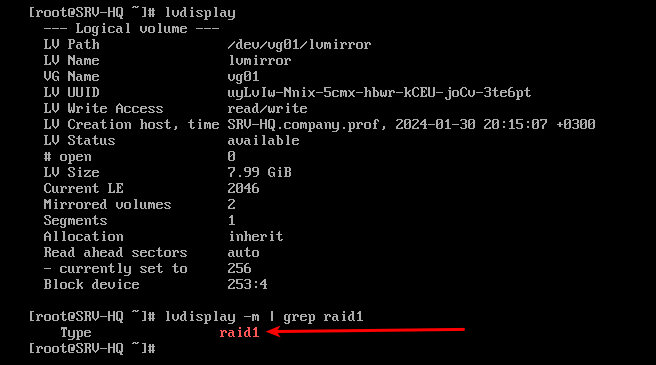 [root@SRV-HQ ~]# lvdisplay
--- Logical volume ---
LV Path                /dev/vg01/lvmirror
LV Name                lvmirror
VG Name                vg01
LV UUID                uyLvIw-Nnix-5cmx-hbwr-kCEU-joCv-3te6pt
LV Write Access        read/write
LV Creation host, time SRV-HQ.company.prof, 2024-01-30 20:15:07 +0300
LV Status              available
# open                 0
LV Size                7.99 GiB
Current LE             2046
Mirrored volumes       2
Segments               1
Allocation             inherit
Read ahead sectors     auto
- currently set to     256
Block device           253:4
[root@SRV-HQ ~]# lvdisplay -m | grep raid1
Type                raid1
[root@SRV-HQ ~]#